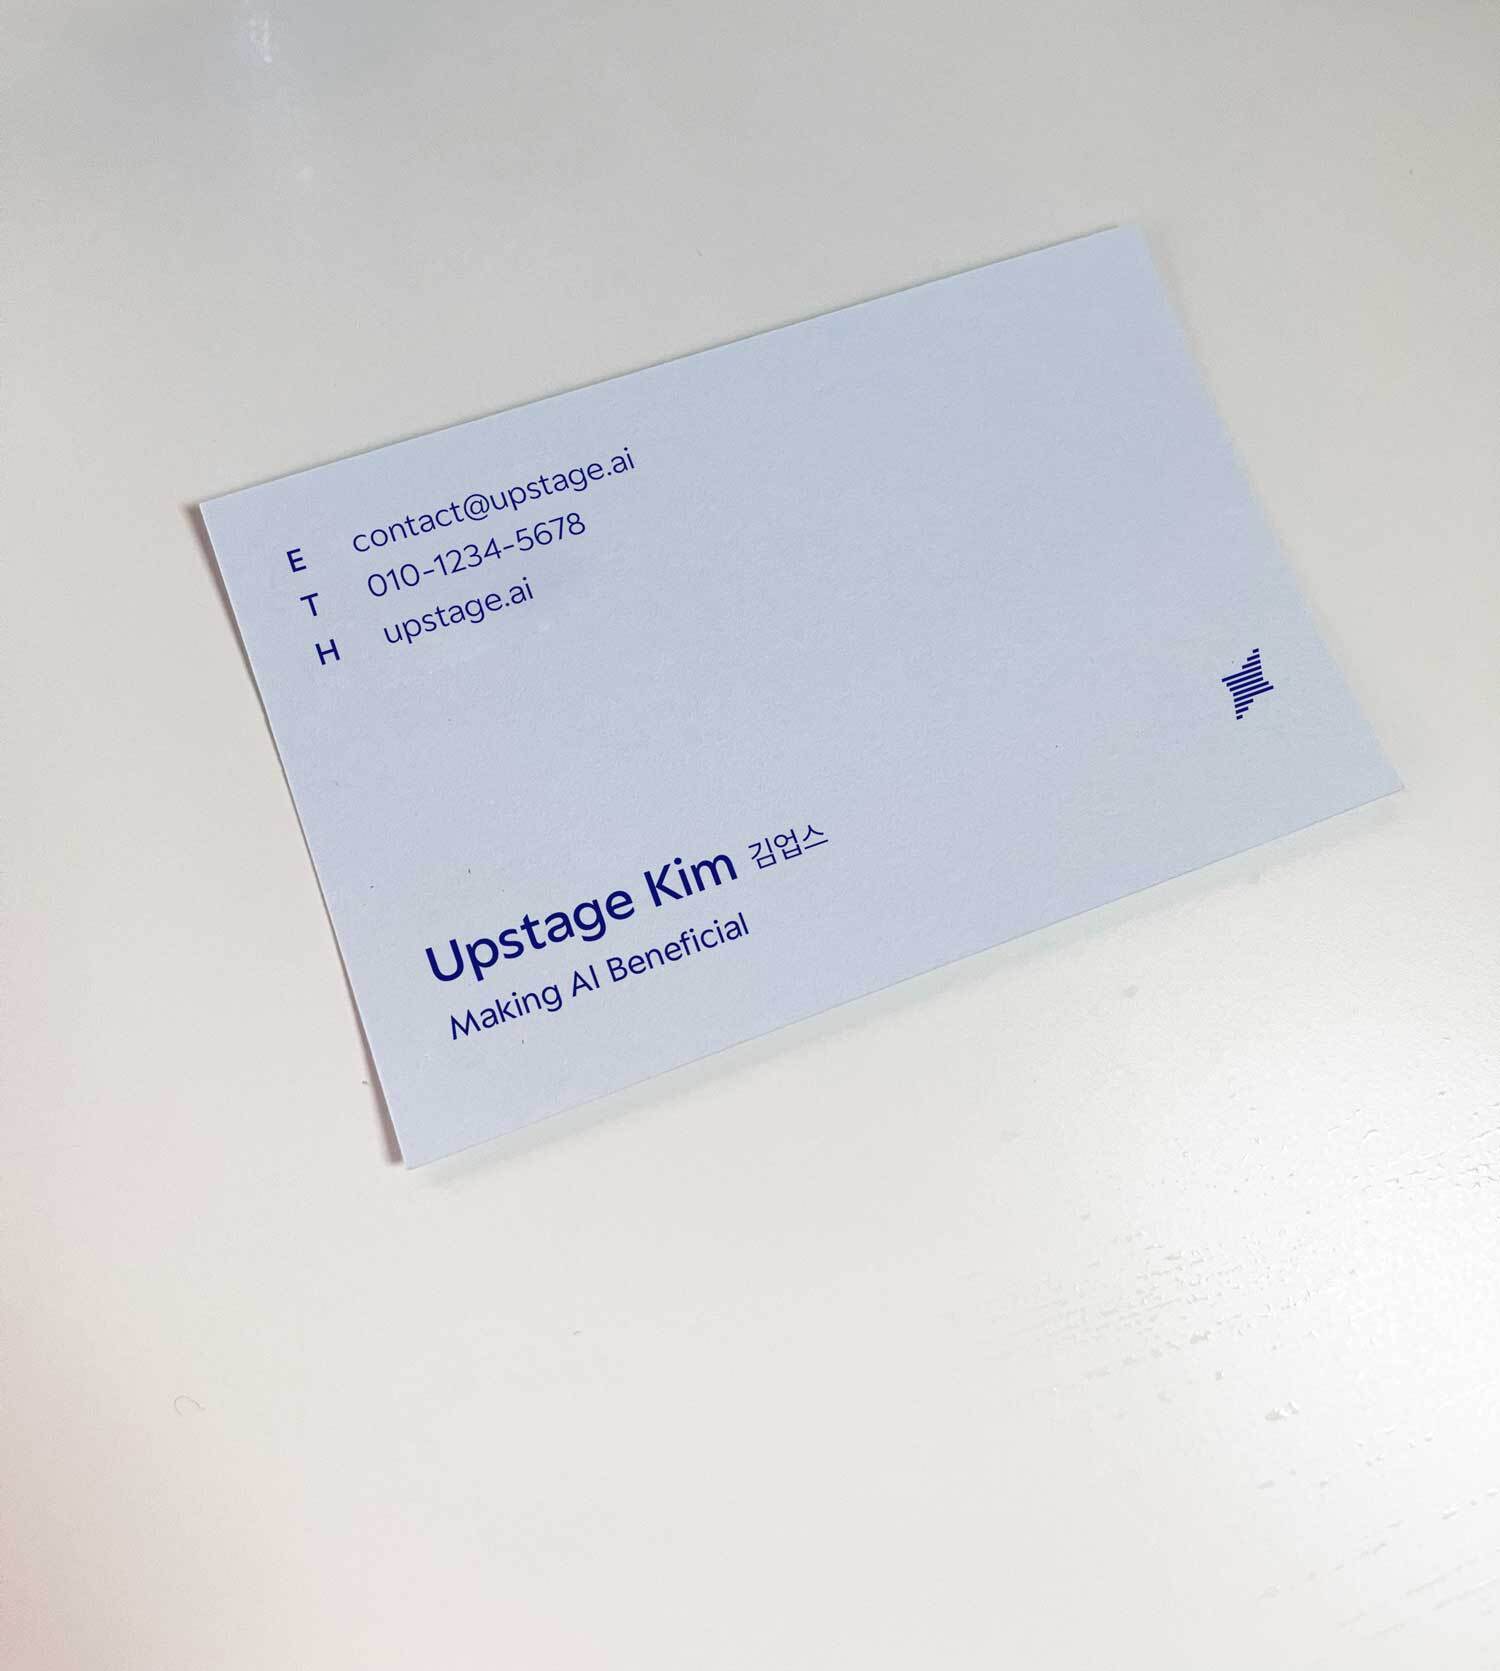 E contact@upstage.ai
T 010-1234-5678
H upstage.ai
Upstage Kim 김업스
Making AI Beneficial